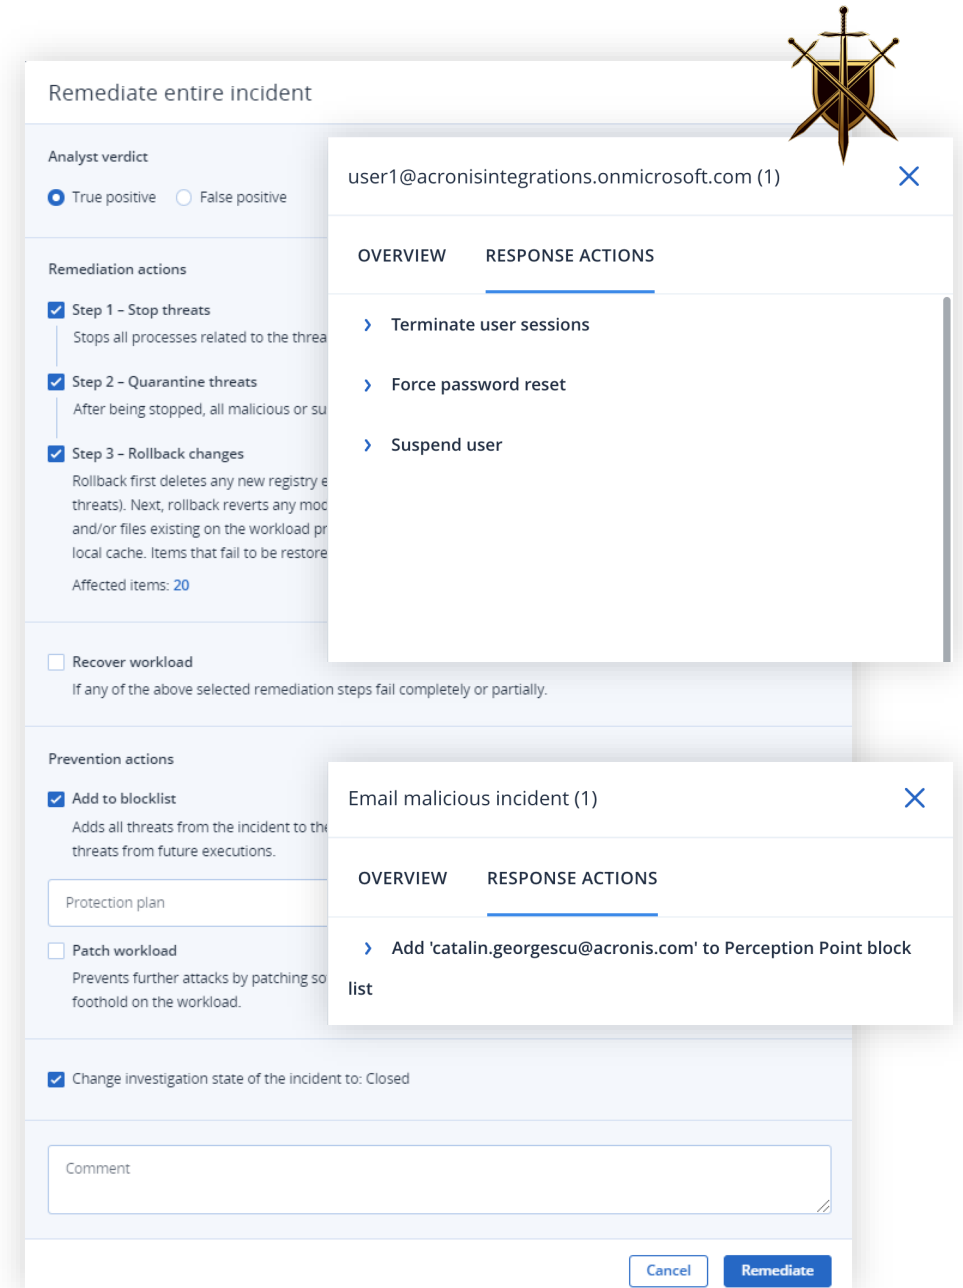 Remediate entire incident
Analyst verdict
True positive
False positive
Remediation actions
Step 1 – Stop threats
Stops all processes related to the threa
Step 2 – Quarantine threats
After being stopped, all malicious or su
Step 3 – Rollback changes
Rollback first deletes any new registry e
threats). Next, rollback reverts any mod
and/or files existing on the workload pr
local cache. Items that fail to be restore
Affected items: 20
user1@acronisintegrations.onmicrosoft.com (1)
OVERVIEW
RESPONSE ACTIONS
Terminate user sessions
Force password reset
Suspend user
Recover workload
If any of the above selected remediation steps fail completely or partially.
Prevention actions
Add to blocklist
Adds all threats from the incident to the
threats from future executions.
Protection plan
Patch workload
Prevents further attacks by patching so
foothold on the workload.
Email malicious incident (1)
OVERVIEW
RESPONSE ACTIONS
Add 'catalin.georgescu@acronis.com' to Perception Point block
list
Change investigation state of the incident to: Closed
Comment
Cancel
Remediate